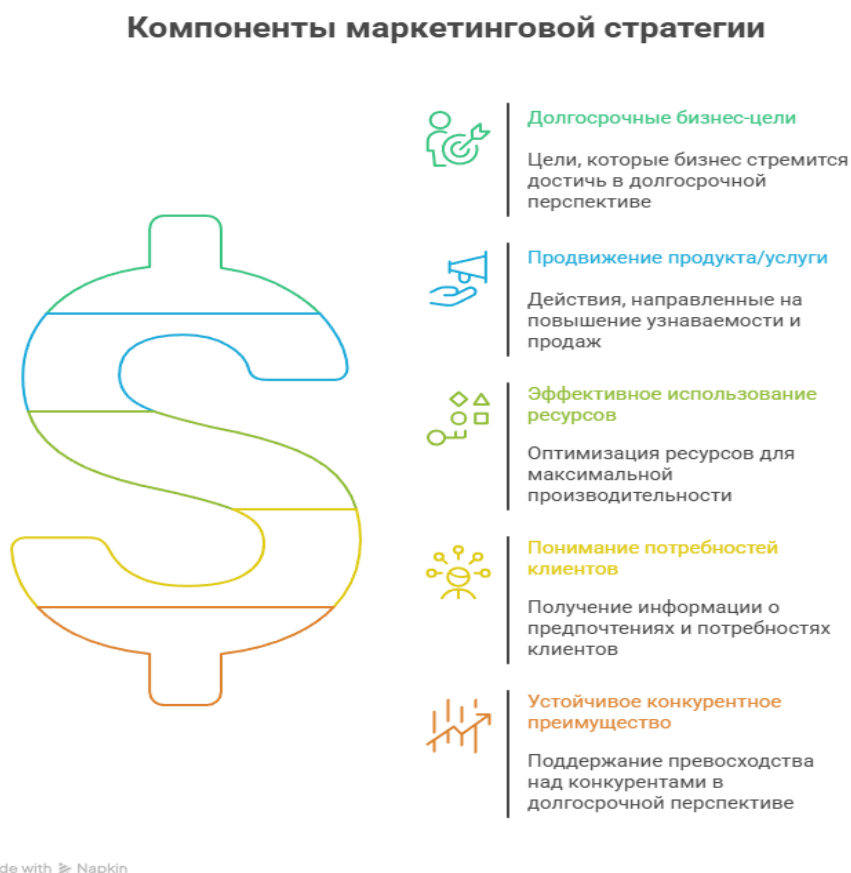 Компоненты маркетинговой стратегии
Долгосрочные бизнес-цели
Цели, которые бизнес стремится
достичь в долгосрочной
перспективе
Продвижение продукта/услуги
Действия, направленные на
повышение узнаваемости и
продаж
Эффективное использование
ресурсов
Оптимизация ресурсов для
максимальной
производительности
Понимание потребностей
клиентов
Получение информации о
предпочтениях и потребностях
клиентов
Устойчивое конкурентное
преимущество
Поддержание превосходства
над конкурентами в
долгосрочной перспективе
de with Napkin